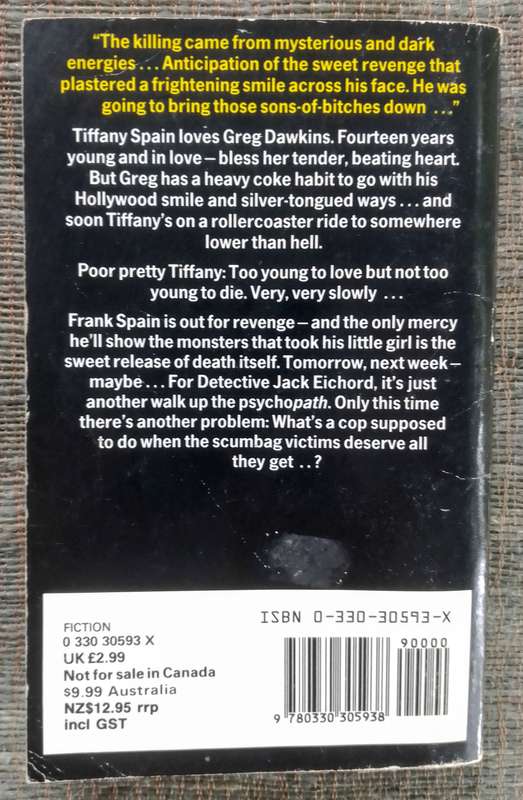 “The killing came from mysterious and dark
energies... Anticipation of the sweet revenge that
plastered a frightening smile across his face. He was
going to bring those sons-of-bitches down ...”
Tiffany Spain loves Greg Dawkins. Fourteen years
young and in love – bless her tender, beating heart.
But Greg has a heavy coke habit to go with his
Hollywood smile and silver-tongued ways ... and
soon Tiffany's on a rollercoaster ride to somewhere
lower than hell.
Poor pretty Tiffany: Too young to love but not too
young to die. Very, very slowly ...
Frank Spain is out for revenge – and the only mercy
he'll show the monsters that took his little girl is the
sweet release of death itself. Tomorrow, next week –
maybe ... For Detective Jack Eichord, it's just
another walk up the psychopath. Only this time
there's another problem: What's a cop supposed
to do when the scumbag victims deserve all
they get ..?
FICTION
0 330 30593 X
UK £2.99
Not for sale in Canada
$9.99 Australia
NZ$12.95 rrp
incl GST
ISBN 0-330-30593-X
90000
9 780330 305938